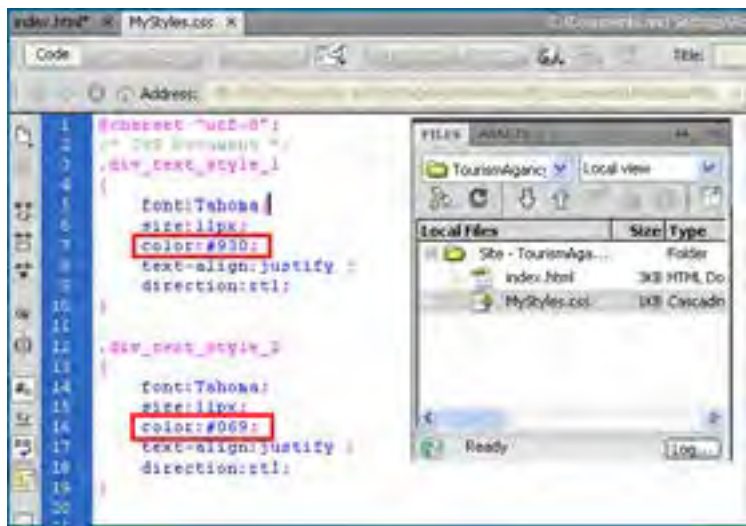 index.html* MyStyles.css
Code Title:
Address:
1 @charset "utf-8";
2 /* CSS Document */
3 .div_text_style_1
4 {
5 font:Tahoma;
6 size:11px;
7 color:#930;
8 text-align:justify ;
9 direction:rtl;
10 }
11
12 .div_text_style_2
13 {
14 font:Tahoma;
15 size:11px;
16 color:#069;
17 text-align:justify ;
18 direction:rtl;
19 }
20
FILES ASSETS
TourismAgancy Local view
Local Files Size Type
Site - TourismAga... Folder
index.html 3KB HTML Do
MyStyles.css 1KB Cascadin
Ready Log...